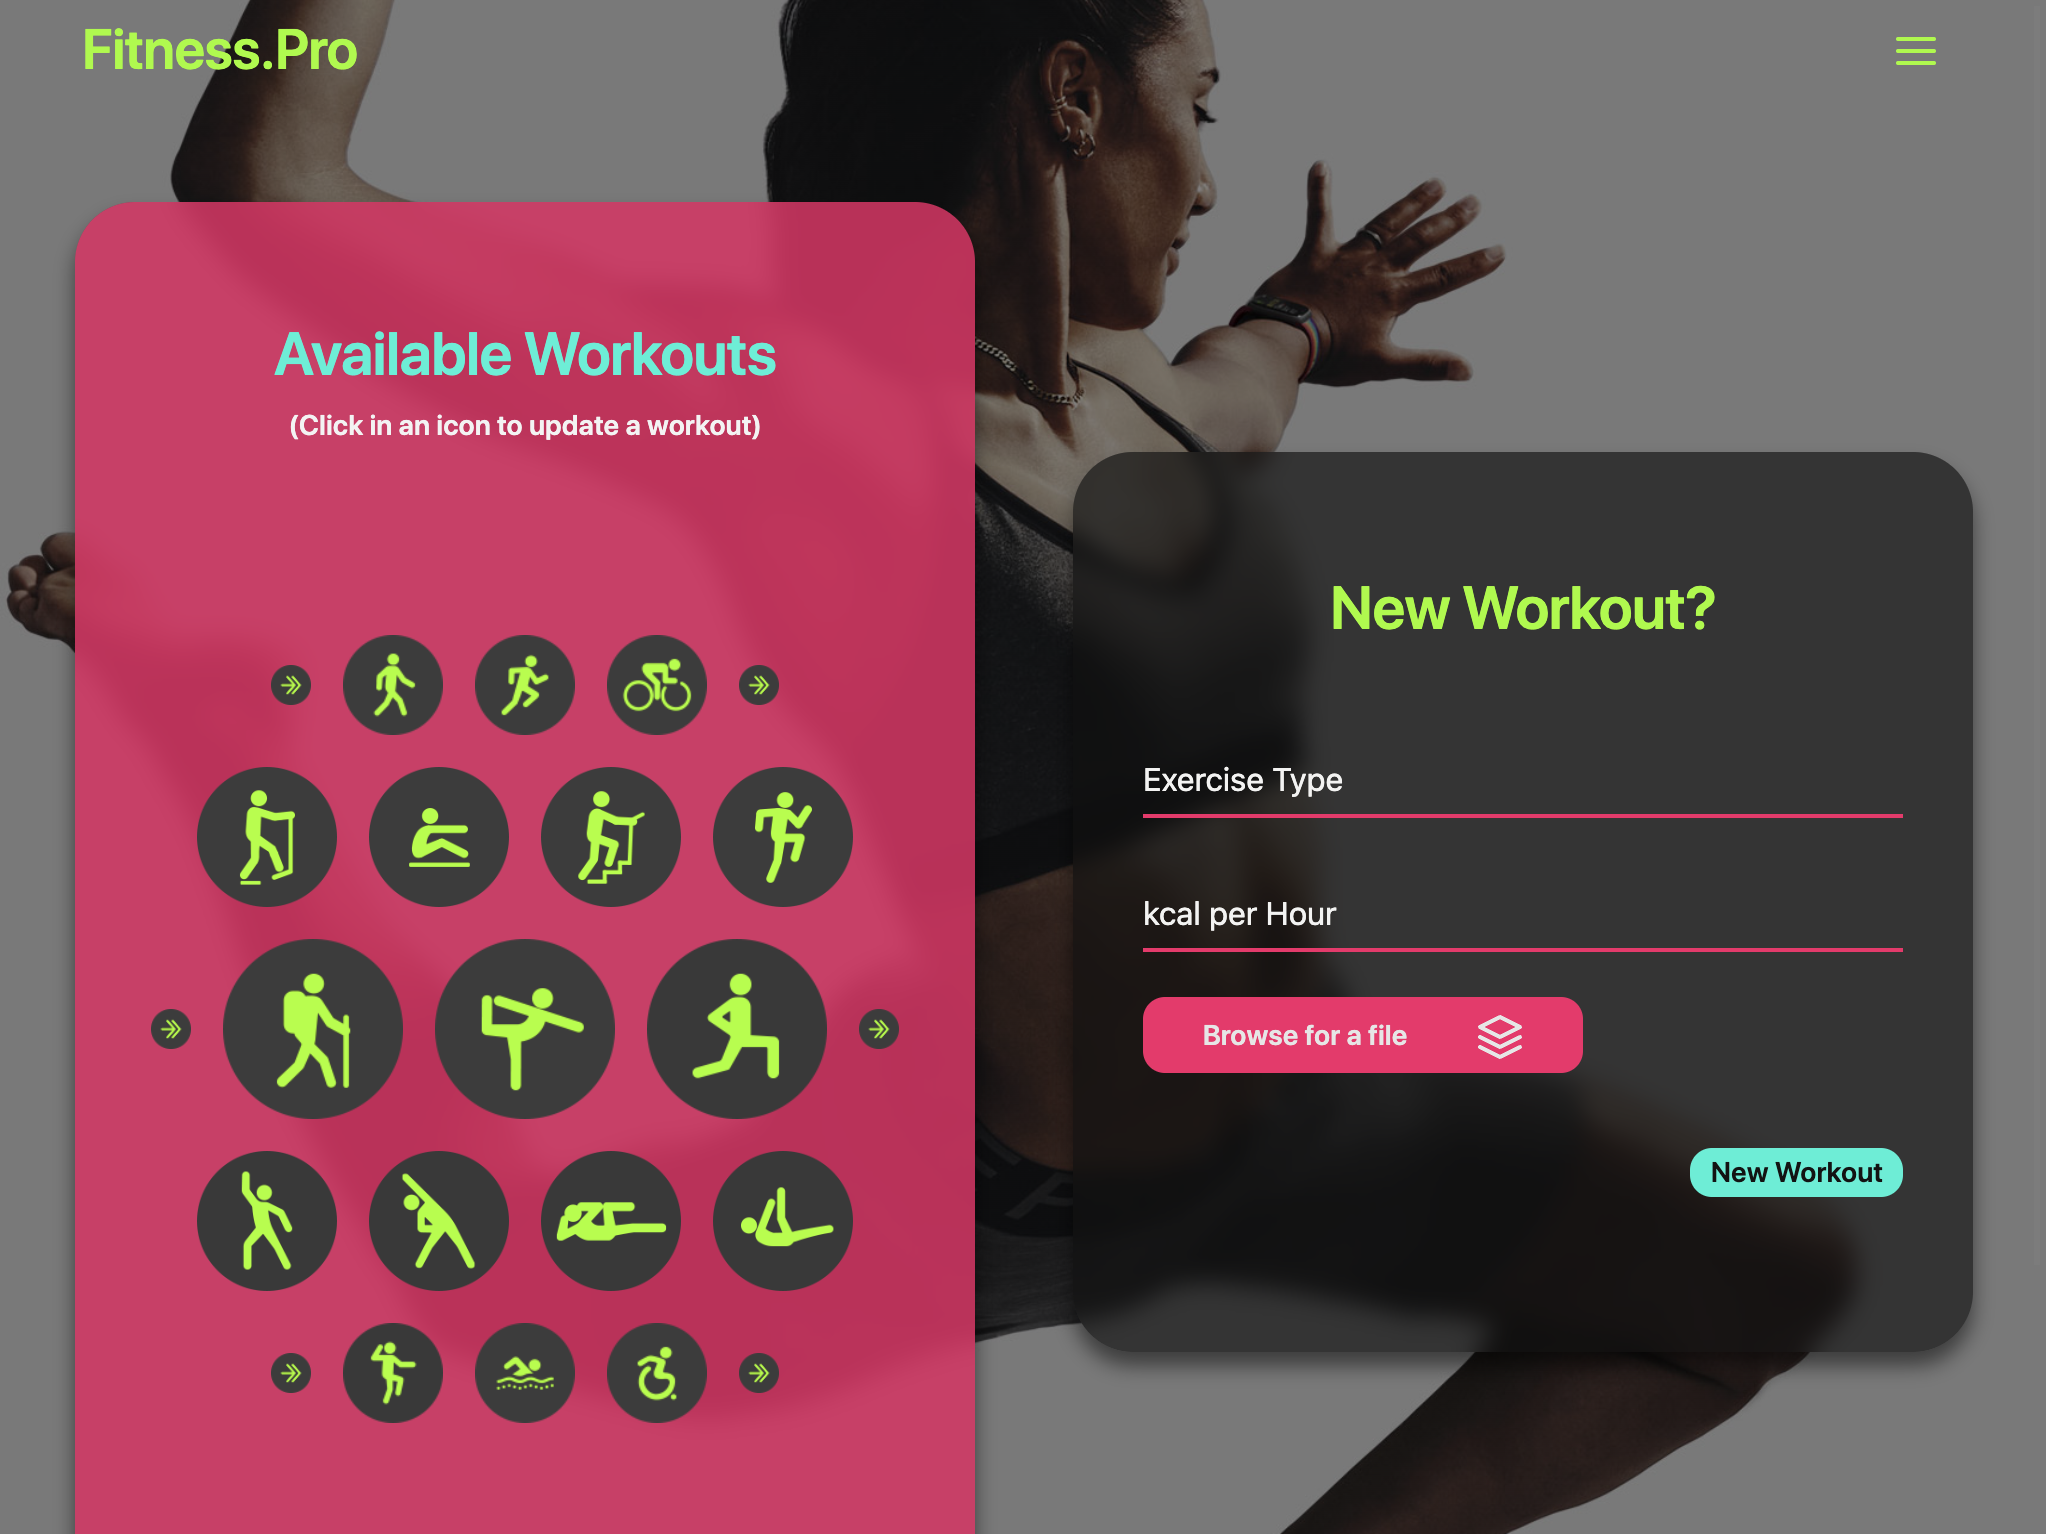 Fitness.Pro
Available Workouts
(Click in an icon to update a workout)
New Workout?
Exercise Type
kcal per Hour
Browse for a file
New Workout